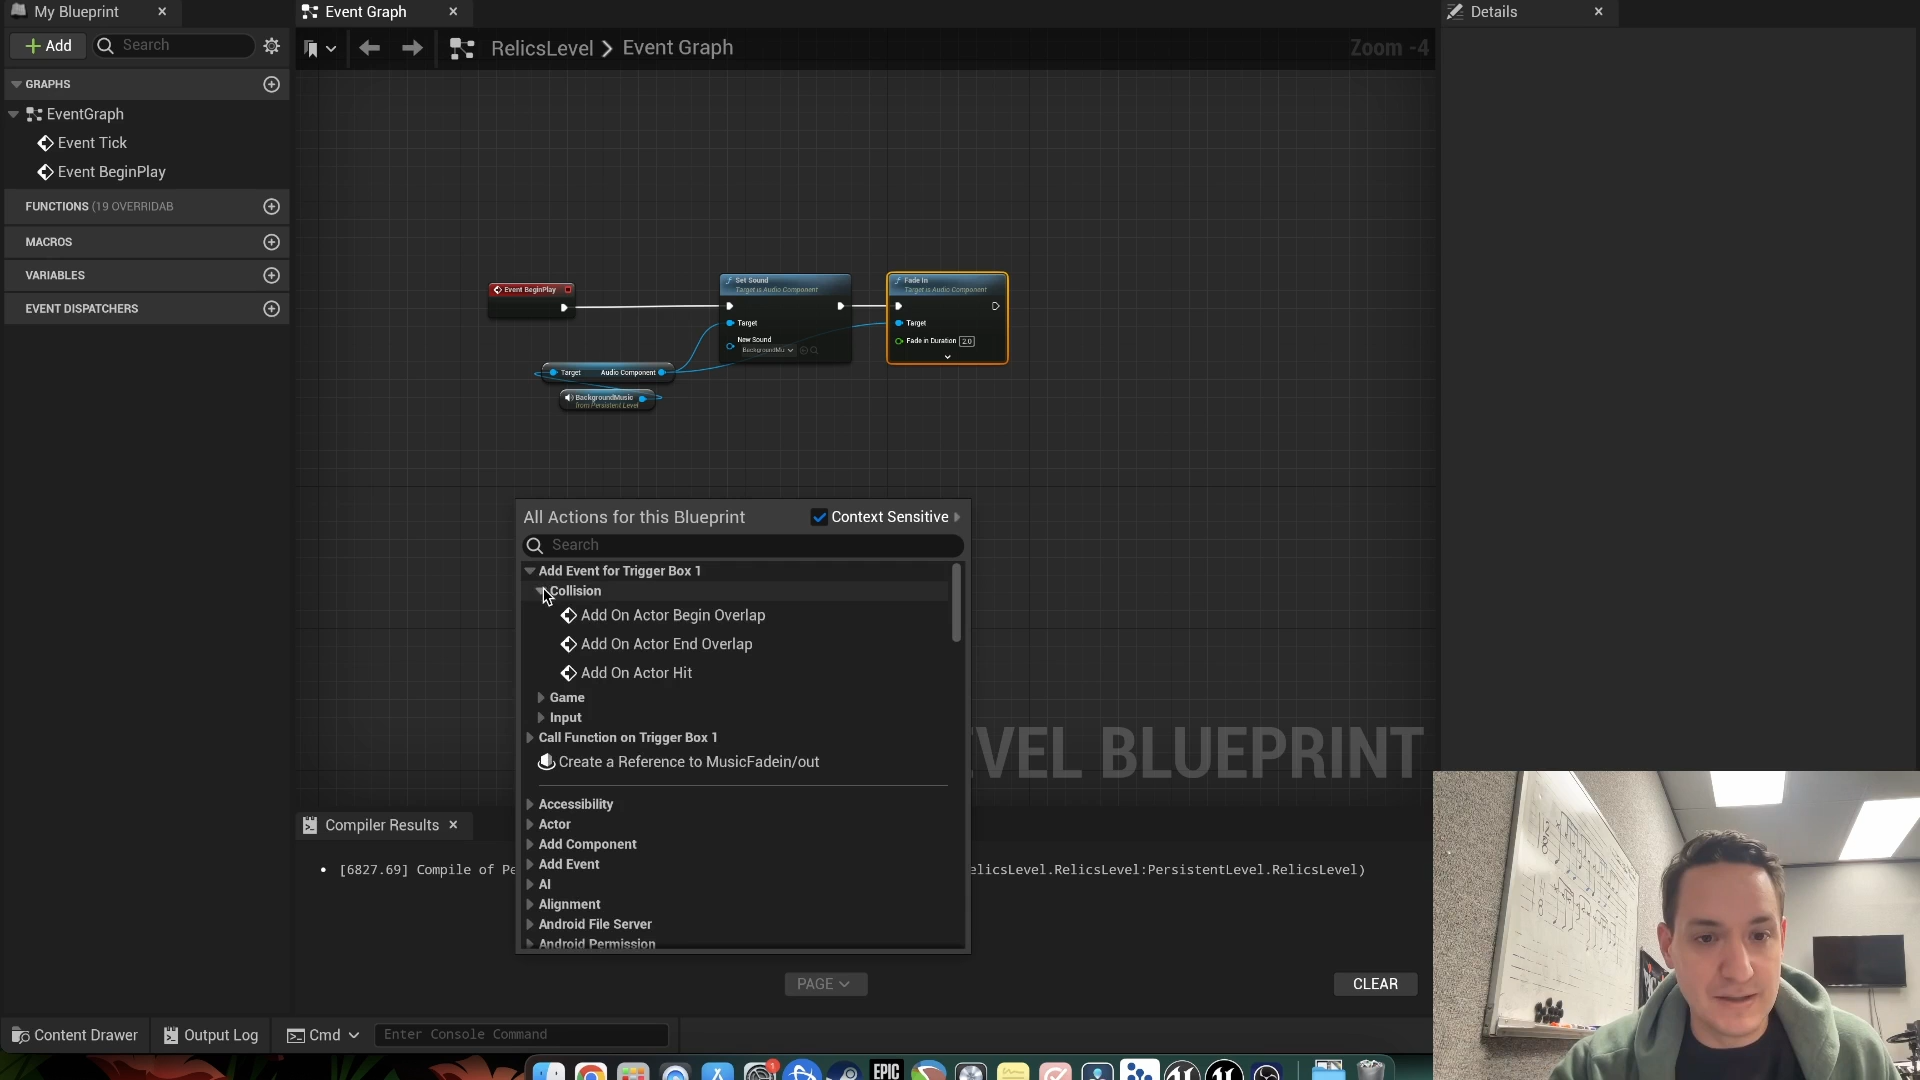 My Blueprint
Event Graph
Details
Add
Search
RelicsLevel > Event Graph
Zoom -4
GRAPHS
EventGraph
Event Tick
Event BeginPlay
FUNCTIONS (19 OVERRIDAB
MACROS
VARIABLES
EVENT DISPATCHERS
Event BeginPlay
Set Sound
Target is Audio Component
Target
New Sound
BackgroundMu
Fade In
Target is Audio Component
Target
Fade in Duration 2.0
Target Audio Component
BackgroundMusic
from Persistent Level
All Actions for this Blueprint
Context Sensitive
Search
Add Event for Trigger Box 1
Collision
Add On Actor Begin Overlap
Add On Actor End Overlap
Add On Actor Hit
Game
Input
Call Function on Trigger Box 1
Create a Reference to MusicFadein/out
Accessibility
Actor
Add Component
Add Event
AI
Alignment
Android File Server
Android Permission
EVEL BLUEPRINT
Compiler Results
[6827.69] Compile of Pe
elicsLevel.RelicsLevel:PersistentLevel.RelicsLevel)
PAGE
CLEAR
Content Drawer
Output Log
Cmd
Enter Console Command
EPIC